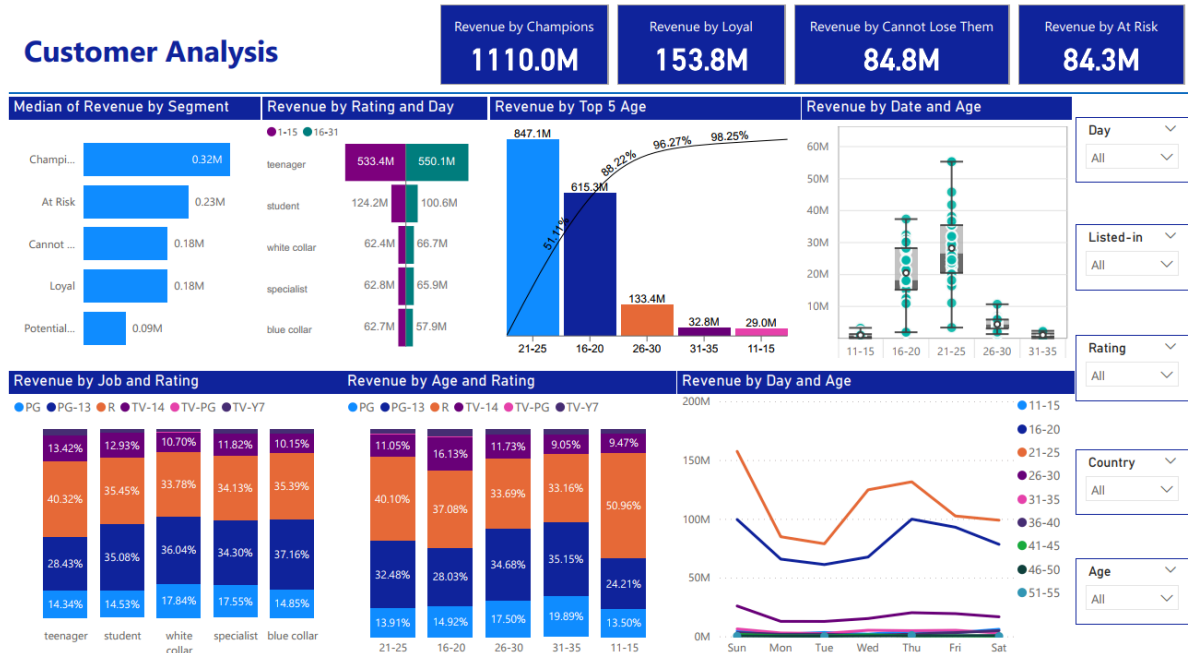 Customer Analysis
Revenue by Champions
1110.0M
Revenue by Loyal
153.8M
Revenue by Cannot Lose Them
84.8M
Revenue by At Risk
84.3M
Median of Revenue by Segment
Champi...
0.32M
At Risk
0.23M
Cannot ...
0.18M
Loyal
0.18M
Potential...
0.09M
Revenue by Rating and Day
1-15 16-31
teenager
533.4M 550.1M
student
124.2M 100.6M
white collar
62.4M 66.7M
specialist
62.8M 65.9M
blue collar
62.7M 57.9M
Revenue by Top 5 Age
847.1M
615.3M
133.4M
32.8M
29.0M
51.11%
88.22%
96.27%
98.25%
21-25 16-20 26-30 31-35 11-15
Revenue by Date and Age
60M
50M
40M
30M
20M
10M
11-15 16-20 21-25 26-30 31-35
Day
All
Listed-in
All
Rating
All
Country
All
Age
All
Revenue by Job and Rating
PG PG-13 R TV-14 TV-PG TV-Y7
13.42% 12.93% 10.70% 11.82% 10.15%
40.32% 35.45% 33.78% 34.13% 35.39%
28.43% 35.08% 36.04% 34.30% 37.16%
14.34% 14.53% 17.84% 17.55% 14.85%
teenager student white collar specialist blue collar
Revenue by Age and Rating
PG PG-13 R TV-14 TV-PG TV-Y7
11.05% 16.13% 11.73% 9.05% 9.47%
40.10% 37.08% 33.69% 33.16% 50.96%
32.48% 28.03% 34.68% 35.15% 24.21%
13.91% 14.92% 17.50% 19.89% 13.50%
21-25 16-20 26-30 31-35 11-15
Revenue by Day and Age
200M
150M
100M
50M
0M
Sun Mon Tue Wed Thu Fri Sat
11-15
16-20
21-25
26-30
31-35
36-40
41-45
46-50
51-55